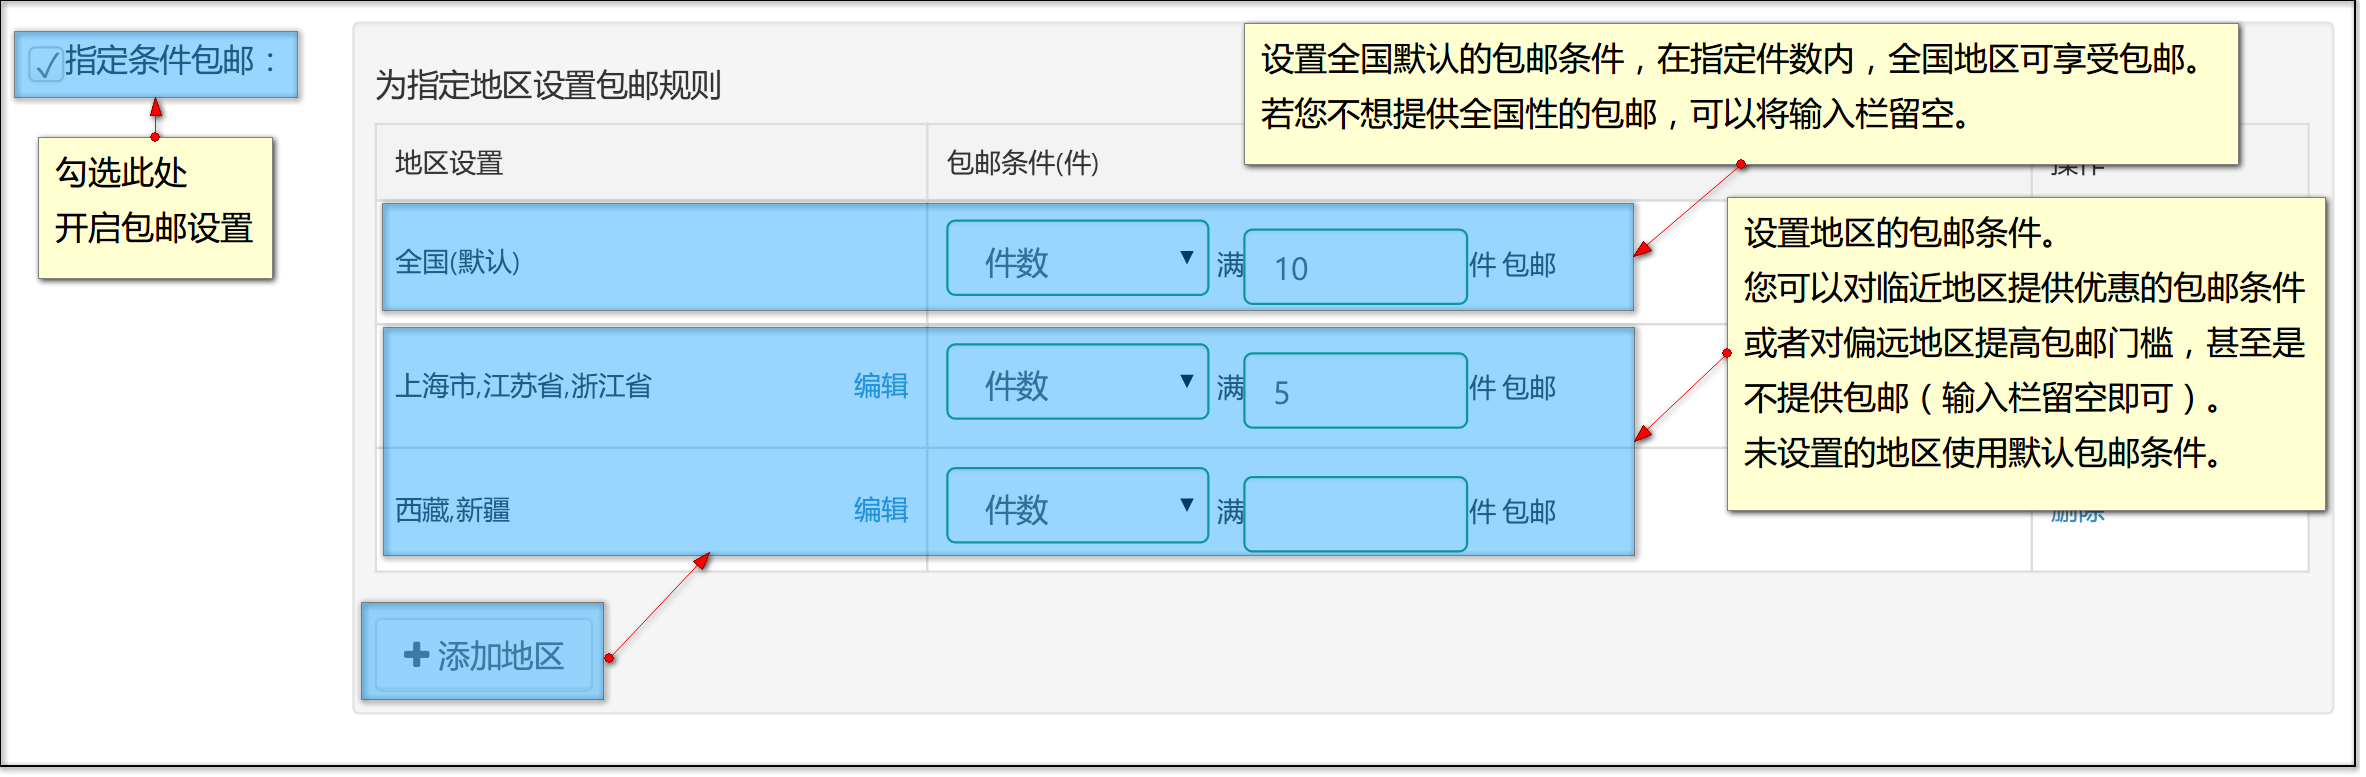 指定条件包邮：
勾选此处
开启包邮设置
为指定地区设置包邮规则
设置全国默认的包邮条件，在指定件数内，全国地区可享受包邮。
若您不想提供全国性的包邮，可以将输入栏留空。
地区设置 包邮条件(件) 操作
全国(默认) 件数 满 10 件 包邮
上海市,江苏省,浙江省 编辑 件数 满 5 件 包邮
西藏,新疆 编辑 件数 满 件 包邮 删除
设置地区的包邮条件。
您可以对临近地区提供优惠的包邮条件
或者对偏远地区提高包邮门槛，甚至是
不提供包邮（输入栏留空即可）。
未设置的地区使用默认包邮条件。
添加地区